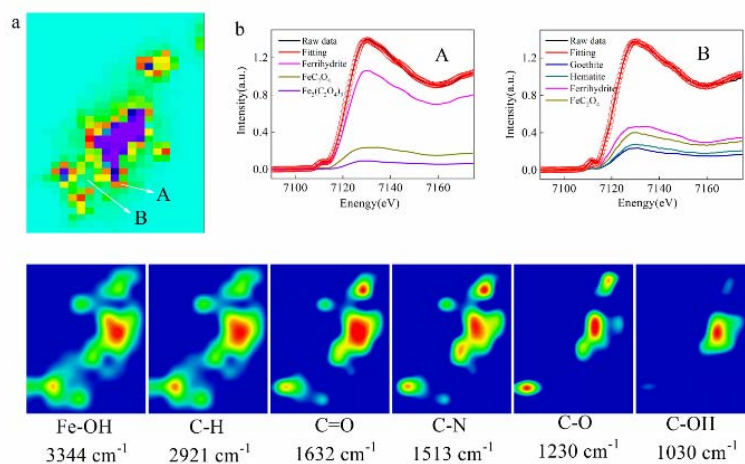 a
A
B
b
Raw data
Fitting
Ferrihydrite
FeC₂O₄
Fe₂(C₂O₄)₃
A
Intensity(a.u.)
1.2
0.8
0.4
0.0
7100 7120 7140 7160
Energy(eV)
Raw data
Fitting
Goethite
Hematite
Ferrihydrite
FeC₂O₄
B
Intensity(a.u.)
1.2
0.8
0.4
0.0
7100 7120 7140 7160
Energy(eV)
Fe-OH C-H C=O C-N C-O C-OH
3344 cm⁻¹ 2921 cm⁻¹ 1632 cm⁻¹ 1513 cm⁻¹ 1230 cm⁻¹ 1030 cm⁻¹